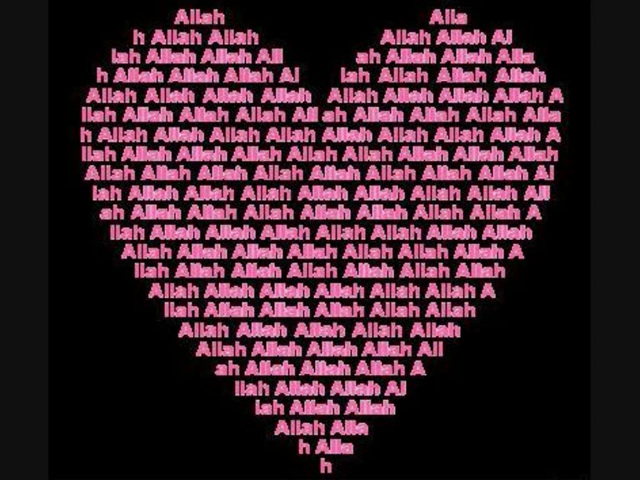 Allah Alla
h Allah Allah Allah Allah Al
lah Allah Allah All ah Allah Allah Alla
h Allah Allah Allah Al lah Allah Allah Allah
Allah Allah Allah Allah Allah Allah Allah Allah A
llah Allah Allah Allah All ah Allah Allah Allah Alla
h Allah Allah Allah Allah Allah Allah Allah Allah A
llah Allah Allah Allah Allah Allah Allah Allah Allah
Allah Allah Allah Allah Allah Allah Allah Allah Al
lah Allah Allah Allah Allah Allah Allah Allah All
ah Allah Allah Allah Allah Allah Allah Allah A
llah Allah Allah Allah Allah Allah Allah Allah
Allah Allah Allah Allah Allah Allah Allah A
llah Allah Allah Allah Allah Allah Allah
Allah Allah Allah Allah Allah Allah A
llah Allah Allah Allah Allah Allah
Allah Allah Allah Allah Allah
Allah Allah Allah Allah All
ah Allah Allah Allah A
llah Allah Allah Al
lah Allah Allah
Allah Alla
h Alla
h